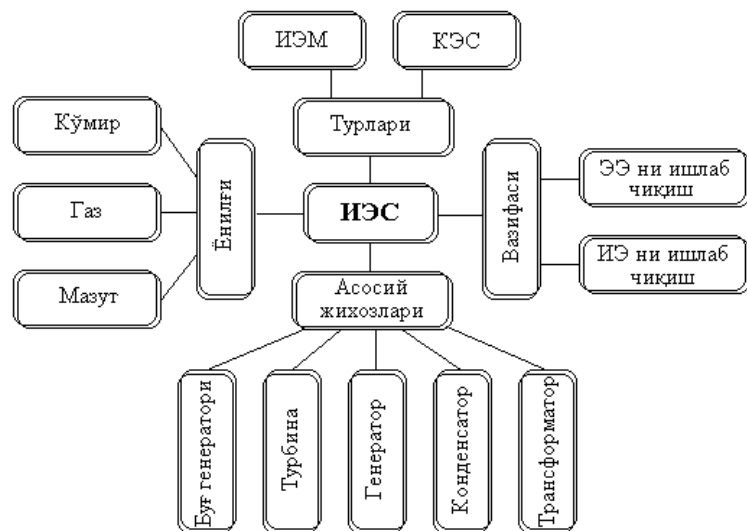 ИЭМ
КЭС
Турлари
Кўмир
Газ
Мазут
Ёнилғи
ИЭС
Вазифаси
ЭЭ ни ишлаб
чиқиш
ИЭ ни ишлаб
чиқиш
Асосий
жихозлари
Буғ генератори
Турбина
Генератор
Конденсатор
Трансформатор